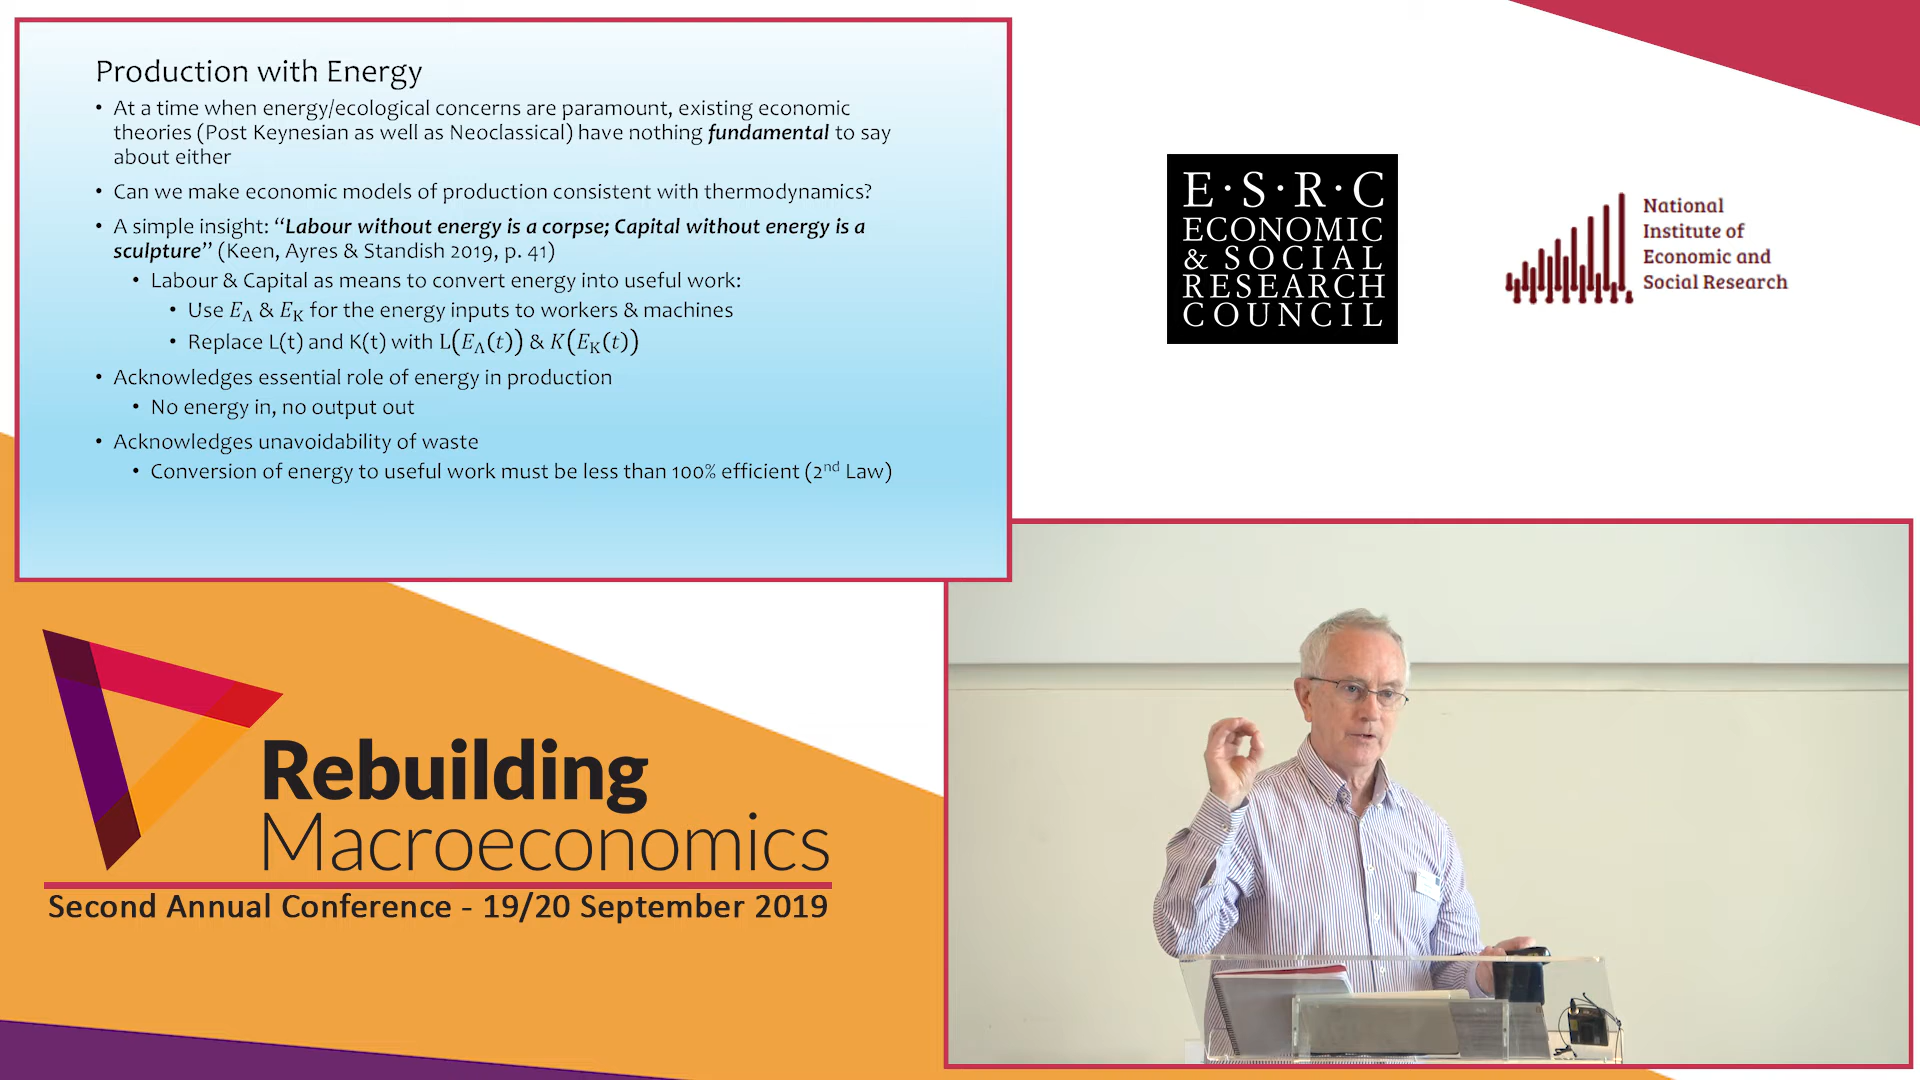 Production with Energy
• At a time when energy/ecological concerns are paramount, existing economic
theories (Post Keynesian as well as Neoclassical) have nothing fundamental to say
about either
• Can we make economic models of production consistent with thermodynamics?
• A simple insight: “Labour without energy is a corpse; Capital without energy is a
sculpture” (Keen, Ayres & Standish 2019, p. 41)
• Labour & Capital as means to convert energy into useful work:
• Use E_Λ & E_K for the energy inputs to workers & machines
• Replace L(t) and K(t) with L(E_Λ(t)) & K(E_K(t))
• Acknowledges essential role of energy in production
• No energy in, no output out
• Acknowledges unavoidability of waste
• Conversion of energy to useful work must be less than 100% efficient (2nd Law)
E·S·R·C
ECONOMIC
& SOCIAL
RESEARCH
COUNCIL
National
Institute of
Economic and
Social Research
Rebuilding
Macroeconomics
Second Annual Conference - 19/20 September 2019